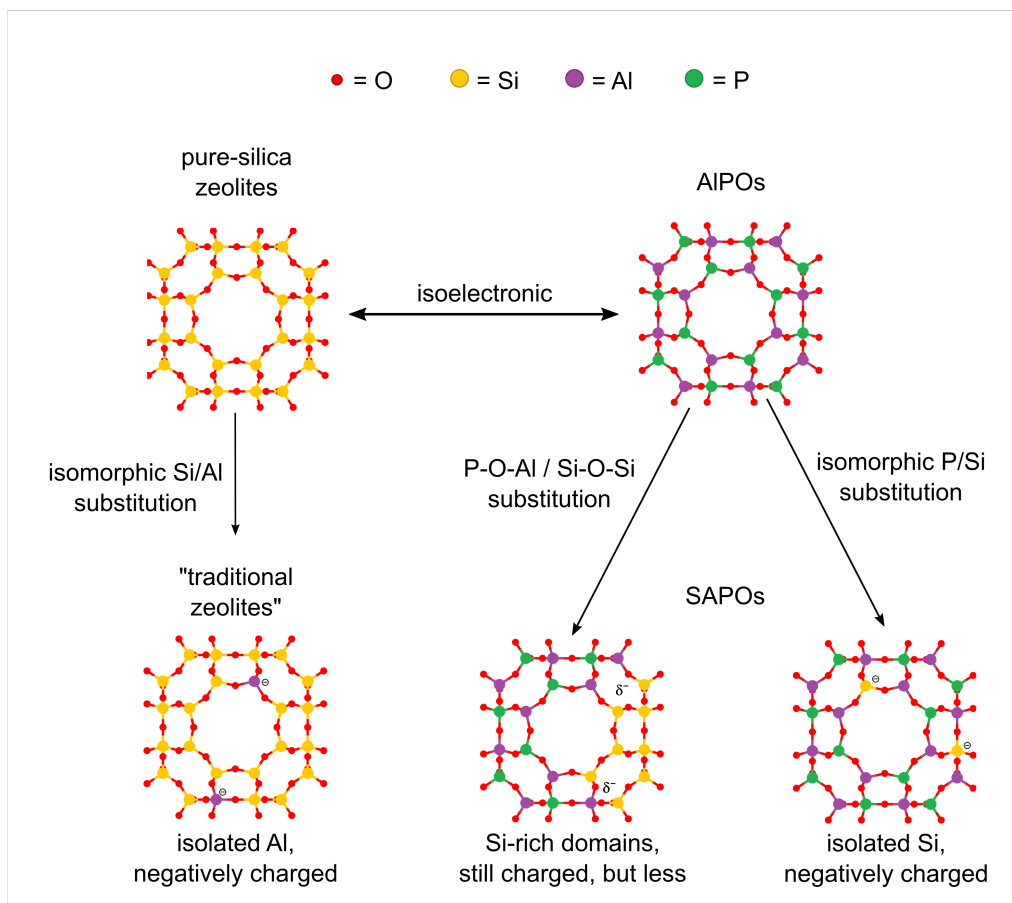 = O = Si = Al = P
pure-silica
zeolites
AlPOs
isoelectronic
isomorphic Si/Al
substitution
P-O-Al / Si-O-Si
substitution
isomorphic P/Si
substitution
"traditional
zeolites"
SAPOs
⊖
⊖
δ⁻
δ⁻
⊖
⊖
isolated Al,
negatively charged
Si-rich domains,
still charged, but less
isolated Si,
negatively charged